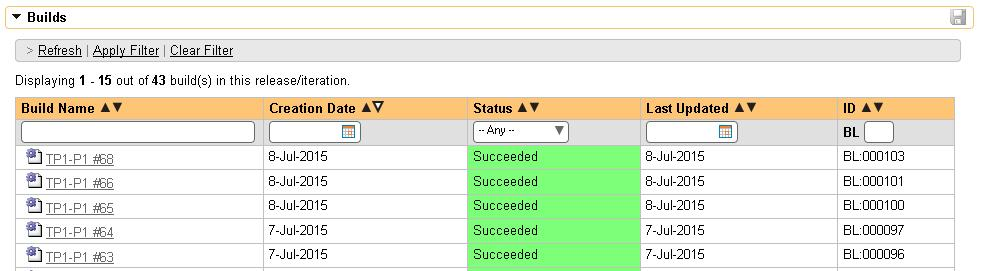 Builds
> Refresh | Apply Filter | Clear Filter
Displaying 1 - 15 out of 43 build(s) in this release/iteration.
Build Name Creation Date Status Last Updated ID
-- Any -- BL
TP1-P1 #68 8-Jul-2015 Succeeded 8-Jul-2015 BL:000103
TP1-P1 #66 8-Jul-2015 Succeeded 8-Jul-2015 BL:000101
TP1-P1 #65 8-Jul-2015 Succeeded 8-Jul-2015 BL:000100
TP1-P1 #64 7-Jul-2015 Succeeded 7-Jul-2015 BL:000097
TP1-P1 #63 7-Jul-2015 Succeeded 7-Jul-2015 BL:000096